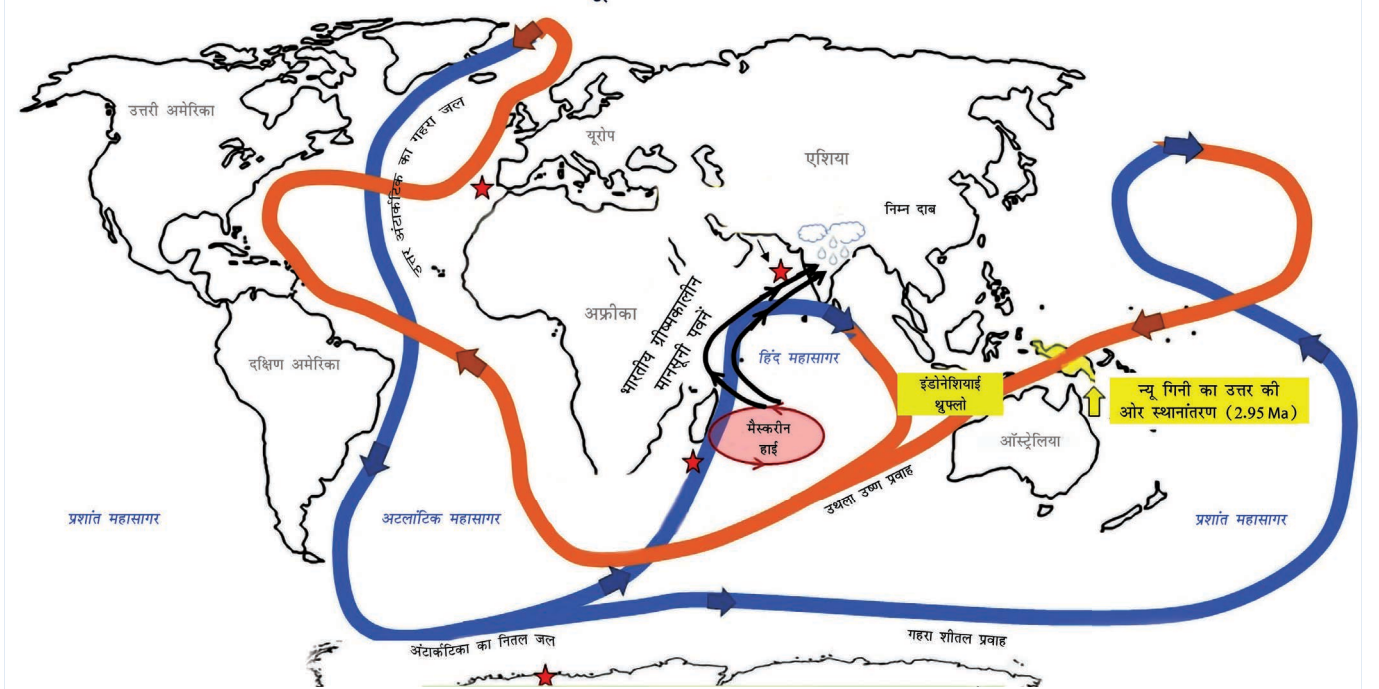 उत्तरी अमेरिका
उत्तर अंटार्कटिक का गहरा जल
यूरोप
एशिया
निम्न दाब
अफ्रीका
भारतीय ग्रीष्मकालीन
मानसूनी पवनें
दक्षिण अमेरिका
हिंद महासागर
इंडोनेशियाई
थ्रुफ्लो
न्यू गिनी का उत्तर की
ओर स्थानांतरण (2.95 Ma)
मैस्करीन
हाई
ऑस्ट्रेलिया
उथला उष्ण प्रवाह
प्रशांत महासागर
अटलांटिक महासागर
प्रशांत महासागर
अंटार्कटिका का नितल जल
गहरा शीतल प्रवाह